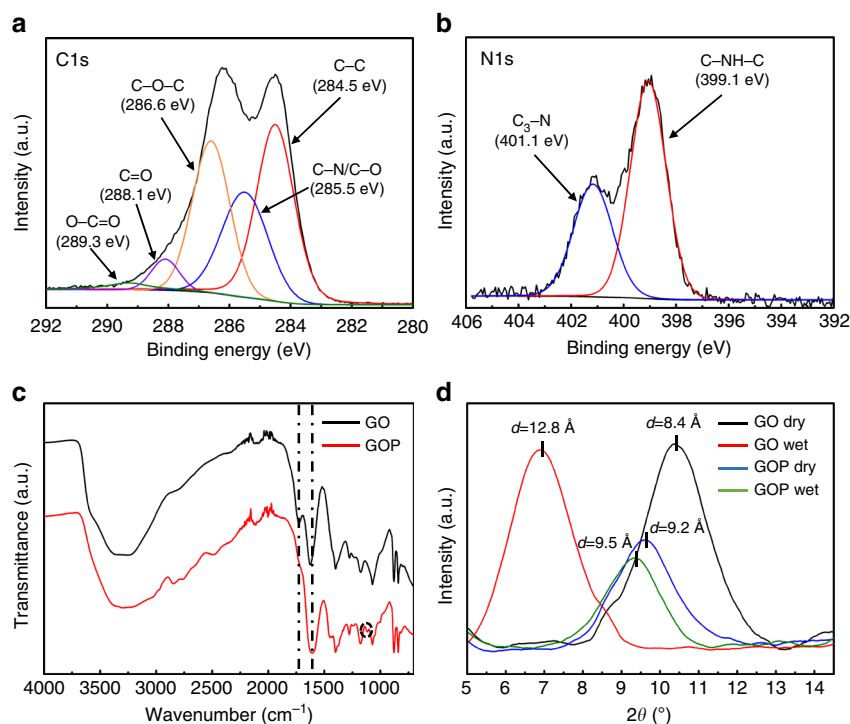 a
C1s
C–O–C
(286.6 eV)
C–C
(284.5 eV)
C=O
(288.1 eV)
C–N/C–O
(285.5 eV)
O–C=O
(289.3 eV)
Intensity (a.u.)
292 290 288 286 284 282 280
Binding energy (eV)
b
N1s
C–NH–C
(399.1 eV)
C₃–N
(401.1 eV)
Intensity (a.u.)
406 404 402 400 398 396 394 392
Binding energy (eV)
c
GO
GOP
Transmittance (a.u.)
4000 3500 3000 2500 2000 1500 1000
Wavenumber (cm⁻¹)
d
d=12.8 Å
d=8.4 Å
GO dry
GO wet
GOP dry
GOP wet
d=9.5 Å
d=9.2 Å
Intensity (a.u.)
5 6 7 8 9 10 11 12 13 14
2θ (°)